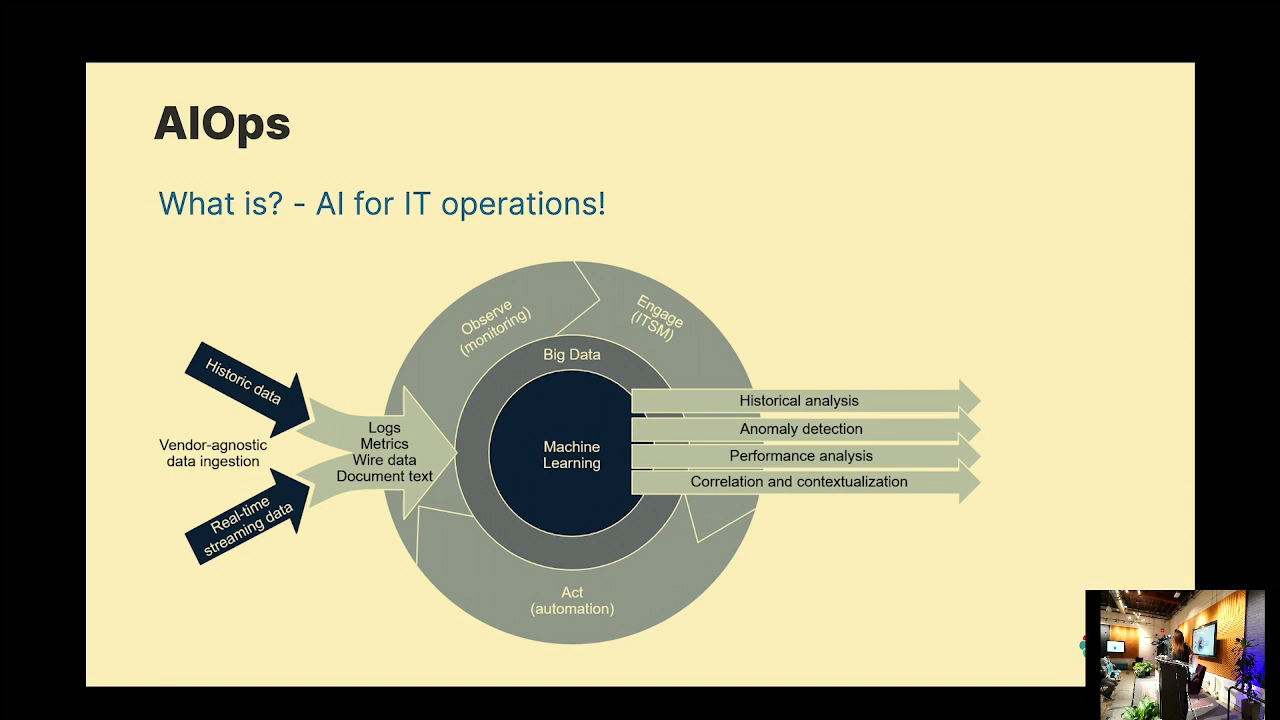 AIOps
What is? - AI for IT operations!
Observe
(monitoring)
Engage
(ITSM)
Big Data
Historic data
Vendor-agnostic
data ingestion
Real-time
streaming data
Logs
Metrics
Wire data
Document text
Machine
Learning
Historical analysis
Anomaly detection
Performance analysis
Correlation and contextualization
Act
(automation)